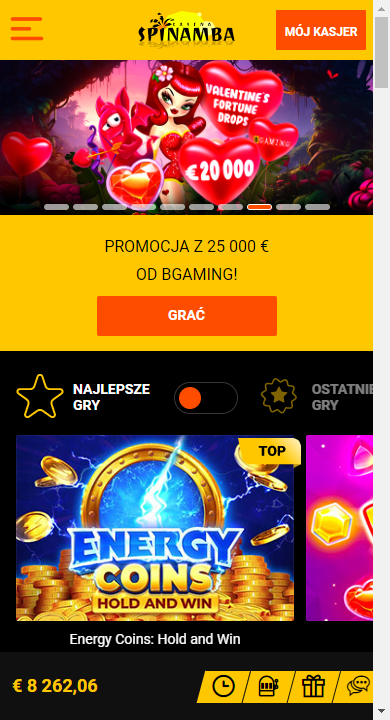 CASINO
SPINAMBA
MÓJ KASJER
VALENTINE'S
FORTUNE
DROPS
BGAMING
€20 000
PROMOCJA Z 25 000 €
OD BGAMING!
GRAĆ
NAJLEPSZE
GRY
OSTATNIE
GRY
TOP
ENERGY
COINS
HOLD AND WIN
Energy Coins: Hold and Win
€ 8 262,06